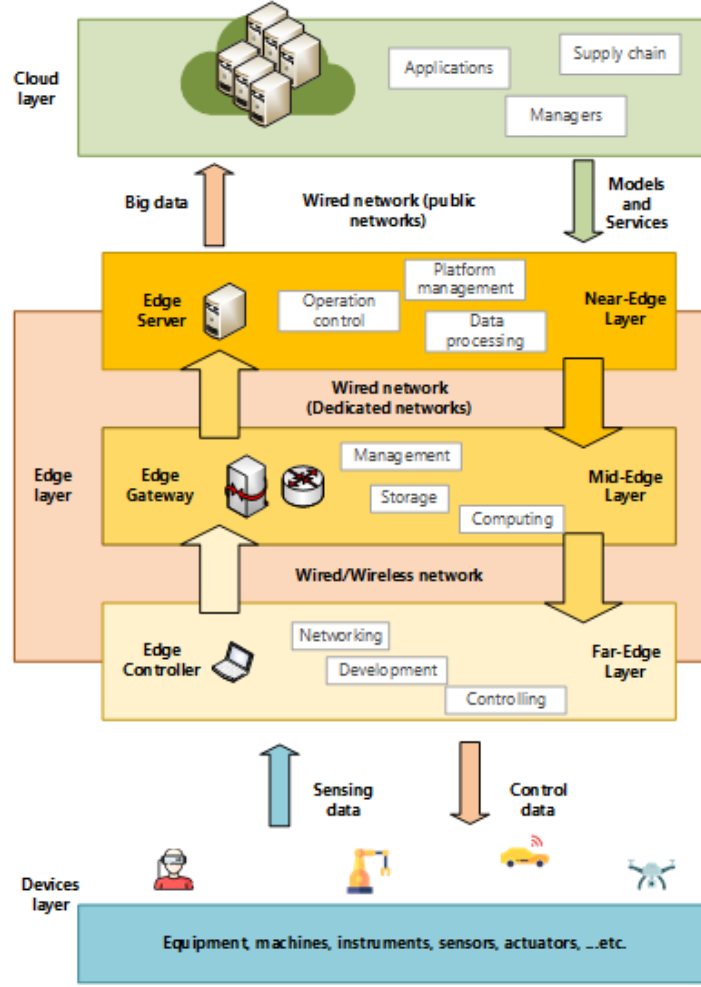 Cloud
layer
Applications
Supply chain
Managers
Big data
Wired network (public
networks)
Models
and
Services
Edge
Server
Operation
control
Platform
management
Data
processing
Near-Edge
Layer
Wired network
(Dedicated networks)
Edge
layer
Edge
Gateway
Management
Storage
Computing
Mid-Edge
Layer
Wired/Wireless network
Edge
Controller
Networking
Development
Controlling
Far-Edge
Layer
Sensing
data
Control
data
Devices
layer
Equipment, machines, instruments, sensors, actuators, ...etc.